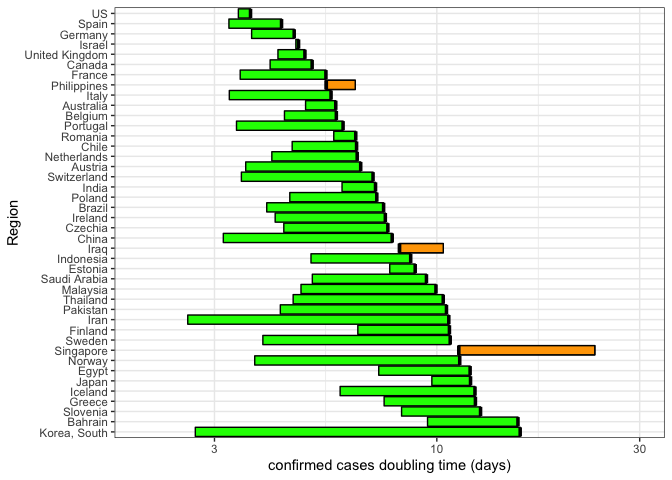 US
Spain
Germany
Israel
United Kingdom
Canada
France
Philippines
Italy
Australia
Belgium
Portugal
Romania
Chile
Netherlands
Austria
Switzerland
India
Poland
Brazil
Ireland
Czechia
China
Iraq
Indonesia
Estonia
Saudi Arabia
Malaysia
Thailand
Pakistan
Iran
Finland
Sweden
Singapore
Norway
Egypt
Japan
Iceland
Greece
Slovenia
Bahrain
Korea, South
Region
3 10 30
confirmed cases doubling time (days)